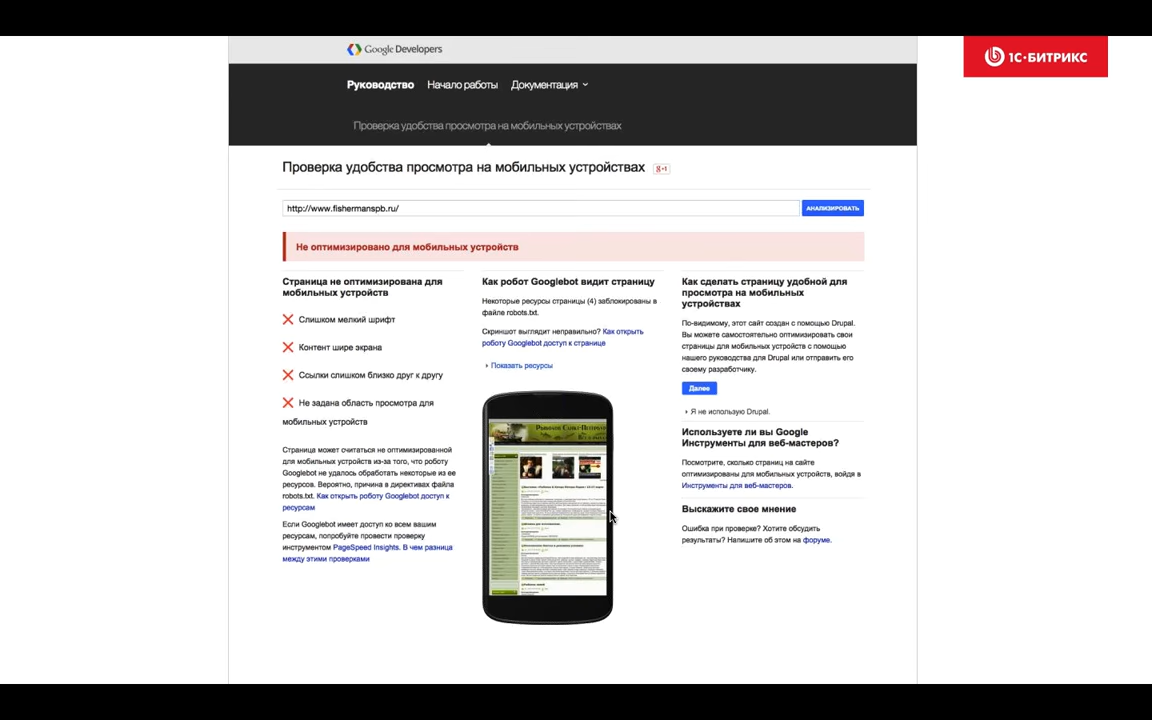 Google Developers
1С-БИТРИКС
Руководство Начало работы Документация
Проверка удобства просмотра на мобильных устройствах
Проверка удобства просмотра на мобильных устройствах
g+1
http://www.fishermanspb.ru/
АНАЛИЗИРОВАТЬ
Не оптимизировано для мобильных устройств
Страница не оптимизирована для
мобильных устройств
Слишком мелкий шрифт
Контент шире экрана
Ссылки слишком близко друг к другу
Не задана область просмотра для
мобильных устройств
Страница может считаться не оптимизированной
для мобильных устройств из-за того, что роботу
Googlebot не удалось обработать некоторые из ее
ресурсов. Вероятно, причина в директивах файла
robots.txt. Как открыть роботу Googlebot доступ к
ресурсам
Если Googlebot имеет доступ ко всем вашим
ресурсам, попробуйте провести проверку
инструментом PageSpeed Insights. В чем разница
между этими проверками
Как робот Googlebot видит страницу
Некоторые ресурсы страницы (4) заблокированы в
файле robots.txt.
Скриншот выглядит неправильно? Как открыть
роботу Googlebot доступ к странице
Показать ресурсы
Как сделать страницу удобной для
просмотра на мобильных
устройствах
По-видимому, этот сайт создан с помощью Drupal.
Вы можете самостоятельно оптимизировать свои
страницы для мобильных устройств с помощью
нашего руководства для Drupal или отправить его
своему разработчику.
Далее
Я не использую Drupal.
Используете ли вы Google
Инструменты для веб-мастеров?
Посмотрите, сколько страниц на сайте
оптимизированы для мобильных устройств, войдя в
Инструменты для веб-мастеров.
Выскажите свое мнение
Ошибка при проверке? Хотите обсудить
результаты? Напишите об этом на форуме.